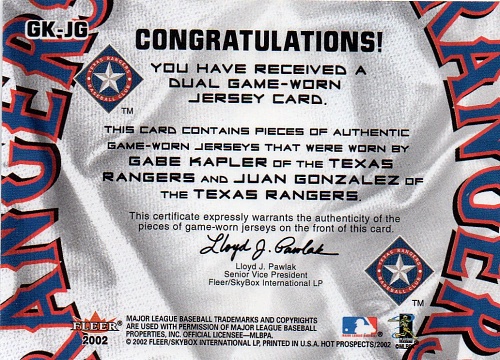 GK-JG
CONGRATULATIONS!
YOU HAVE RECEIVED A
DUAL GAME-WORN
JERSEY CARD.
TEXAS RANGERS
BASEBALL CLUB
TM
THIS CARD CONTAINS PIECES OF AUTHENTIC
GAME-WORN JERSEYS THAT WERE WORN BY
GABE KAPLER OF THE TEXAS
RANGERS AND JUAN GONZALEZ OF
THE TEXAS RANGERS.
This certificate expressly warrants the authenticity of the
pieces of game-worn jerseys on the front of this card.
Lloyd J. Pawlak
Lloyd J. Pawlak
Senior Vice President
Fleer/SkyBox International LP
TEXAS RANGERS
BASEBALL CLUB
TM
FLEER
2002
MAJOR LEAGUE BASEBALL TRADEMARKS AND COPYRIGHTS
ARE USED WITH PERMISSION OF MAJOR LEAGUE BASEBALL
PROPERTIES, INC. OFFICIAL LICENSEE—MLBPA.
© 2002 FLEER/SKYBOX INTERNATIONAL LP, PRINTED IN U.S.A. HOT PROSPECTS/2002